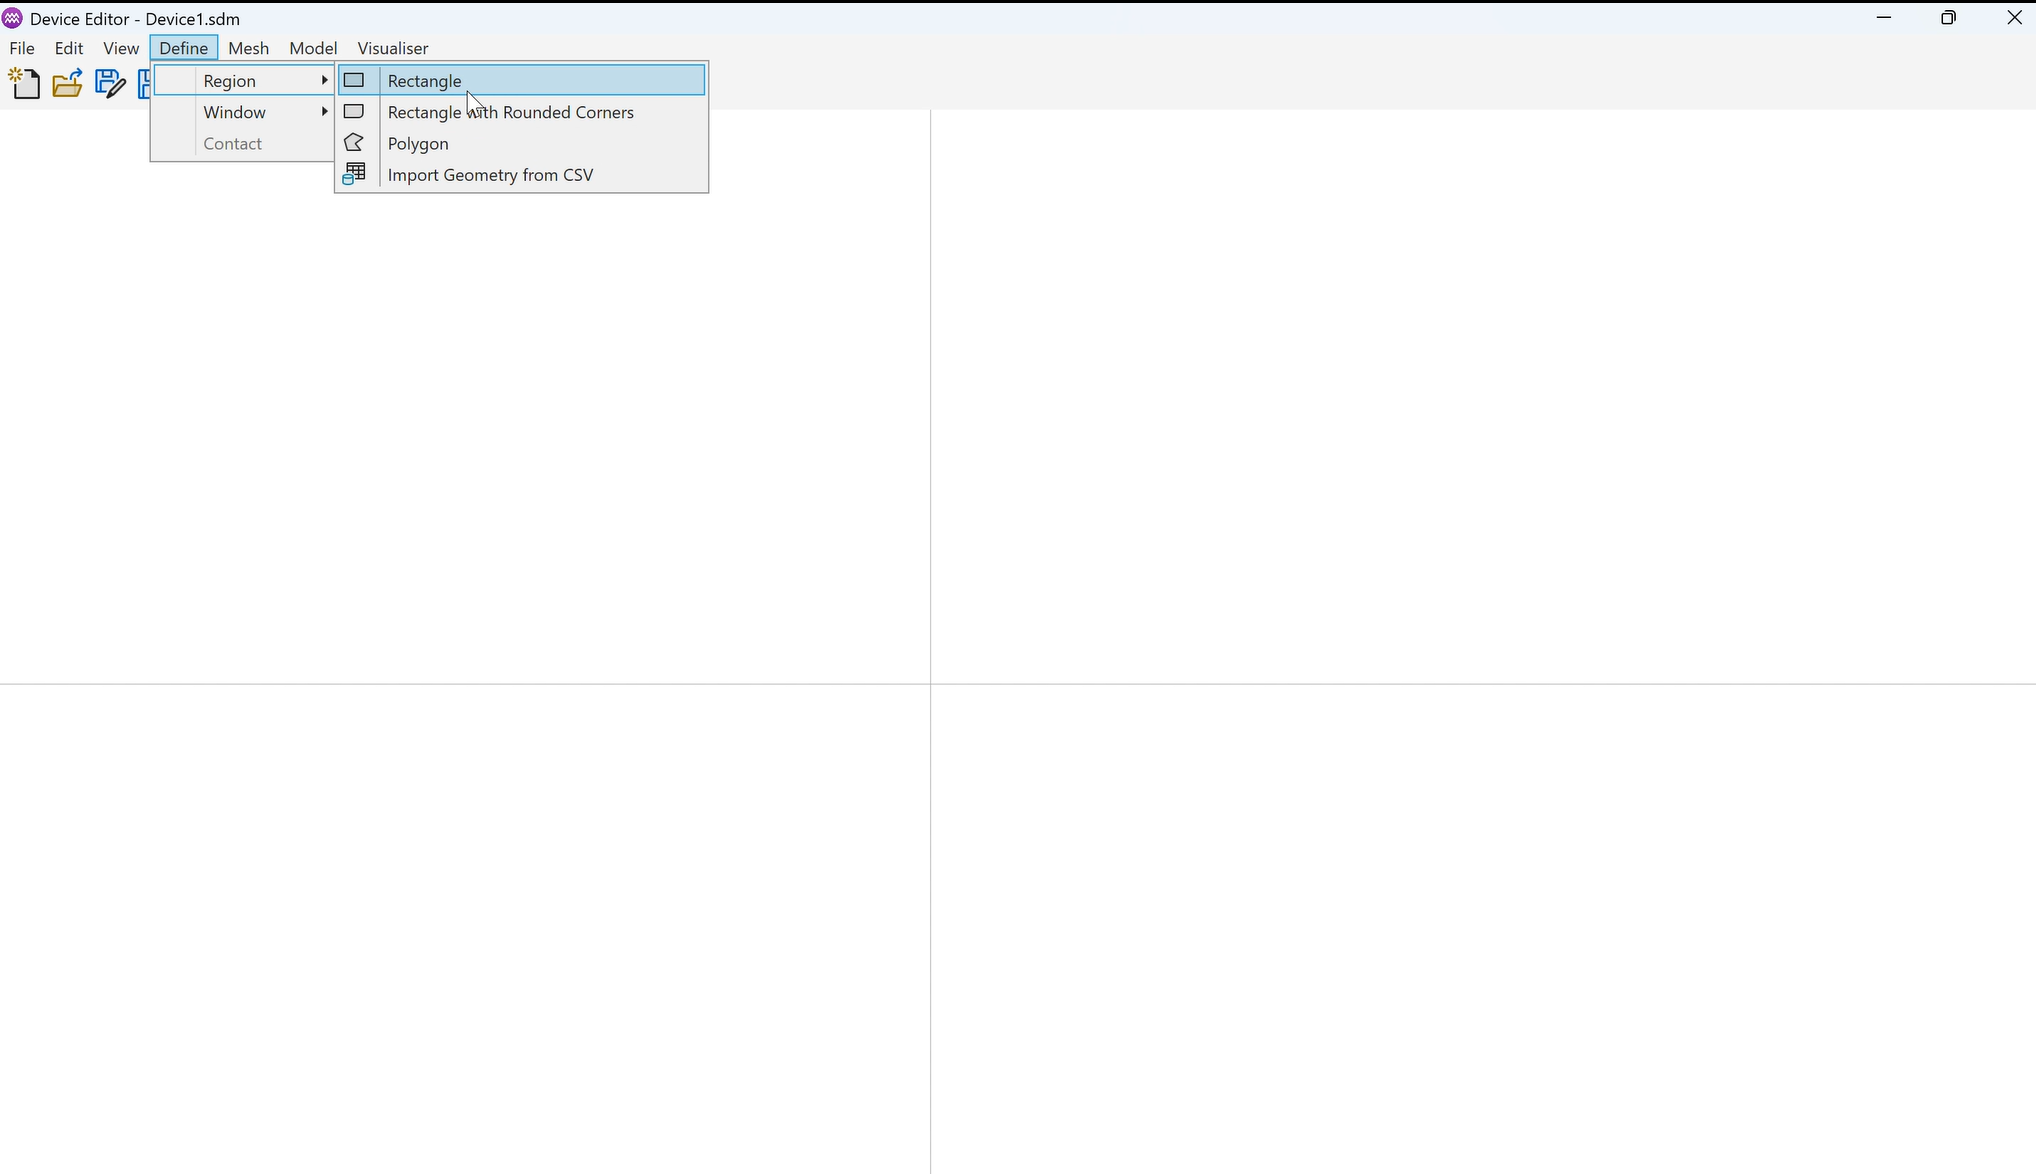 Device Editor - Device1.sdm
File Edit View Define Mesh Model Visualiser
Region
Window
Contact
Rectangle
Rectangle with Rounded Corners
Polygon
Import Geometry from CSV